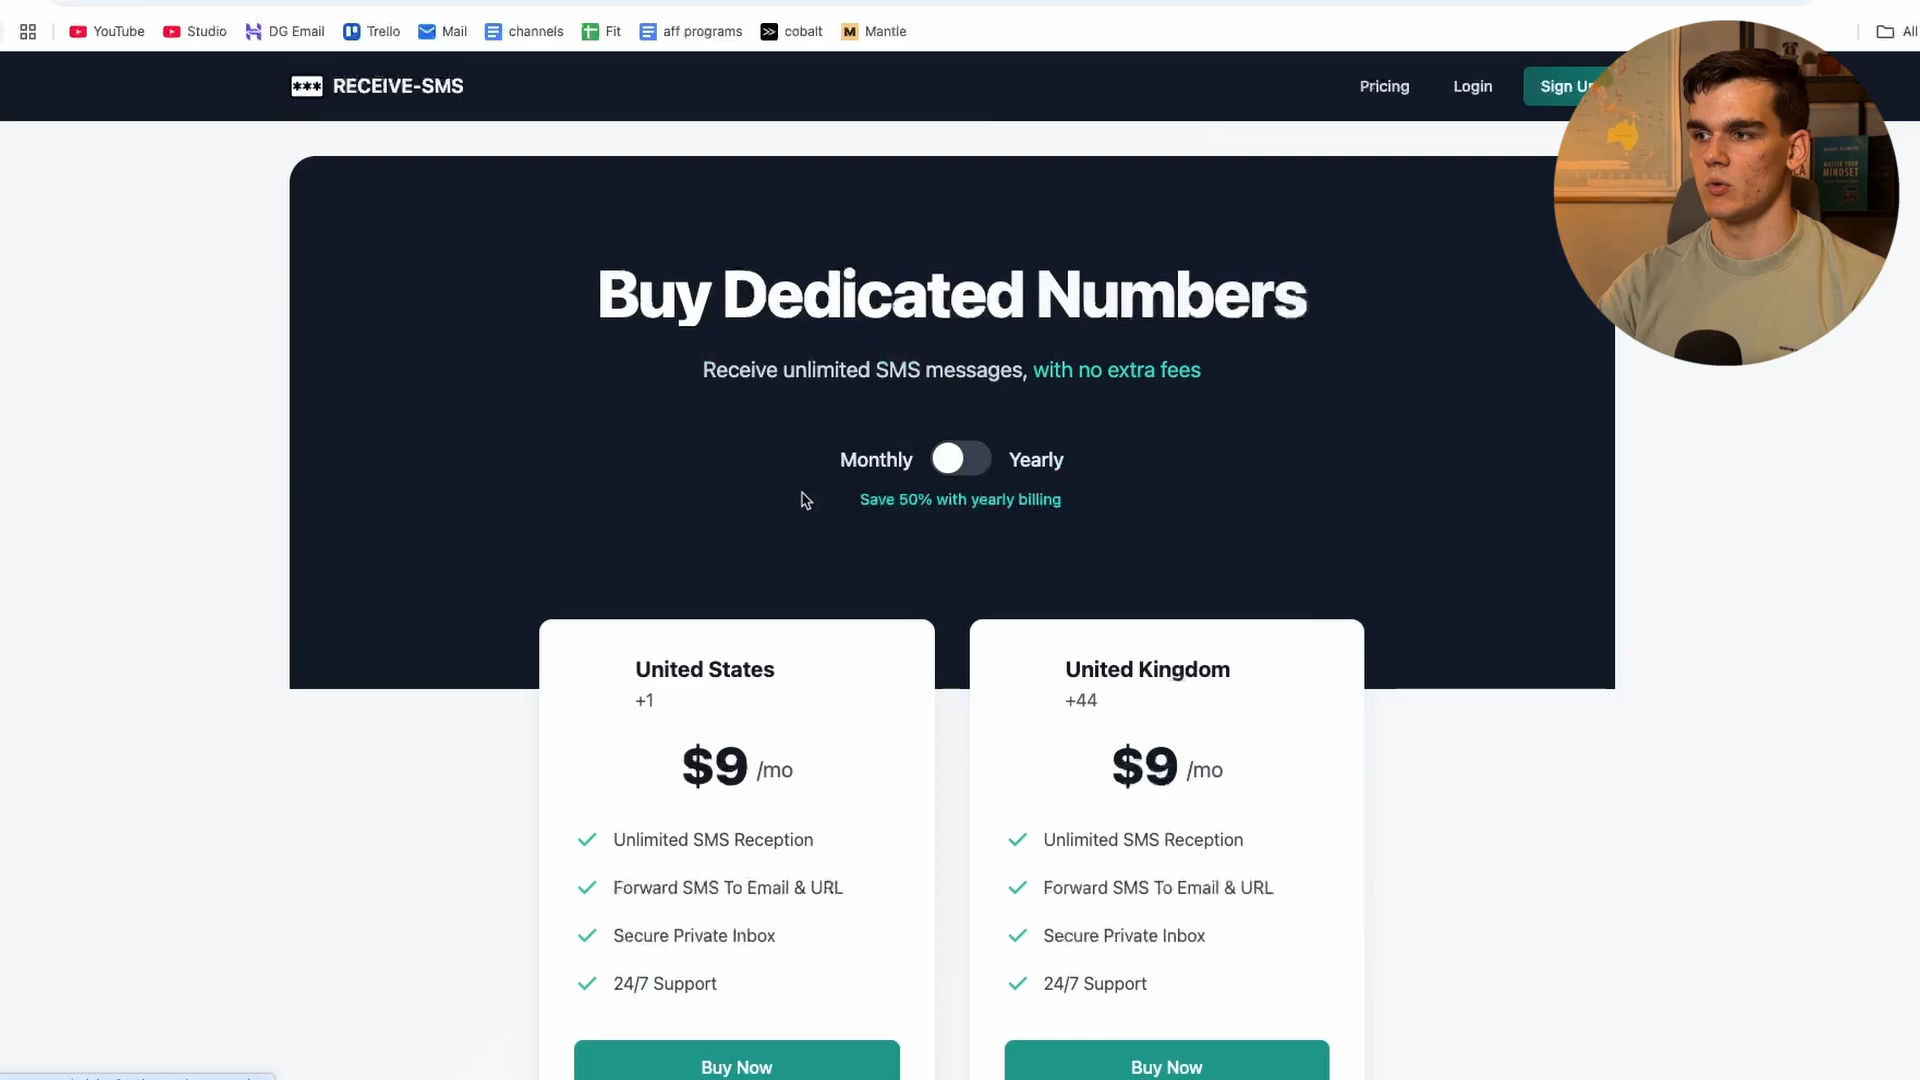 YouTube Studio DG Email Trello Mail channels Fit aff programs cobalt Mantle All
*** RECEIVE-SMS
Pricing Login Sign
MASTER YOUR
MINDSET
Buy Dedicated Numbers
Receive unlimited SMS messages, with no extra fees
Monthly Yearly
Save 50% with yearly billing
United States
+1
$9 /mo
Unlimited SMS Reception
Forward SMS To Email & URL
Secure Private Inbox
24/7 Support
Buy Now
United Kingdom
+44
$9 /mo
Unlimited SMS Reception
Forward SMS To Email & URL
Secure Private Inbox
24/7 Support
Buy Now